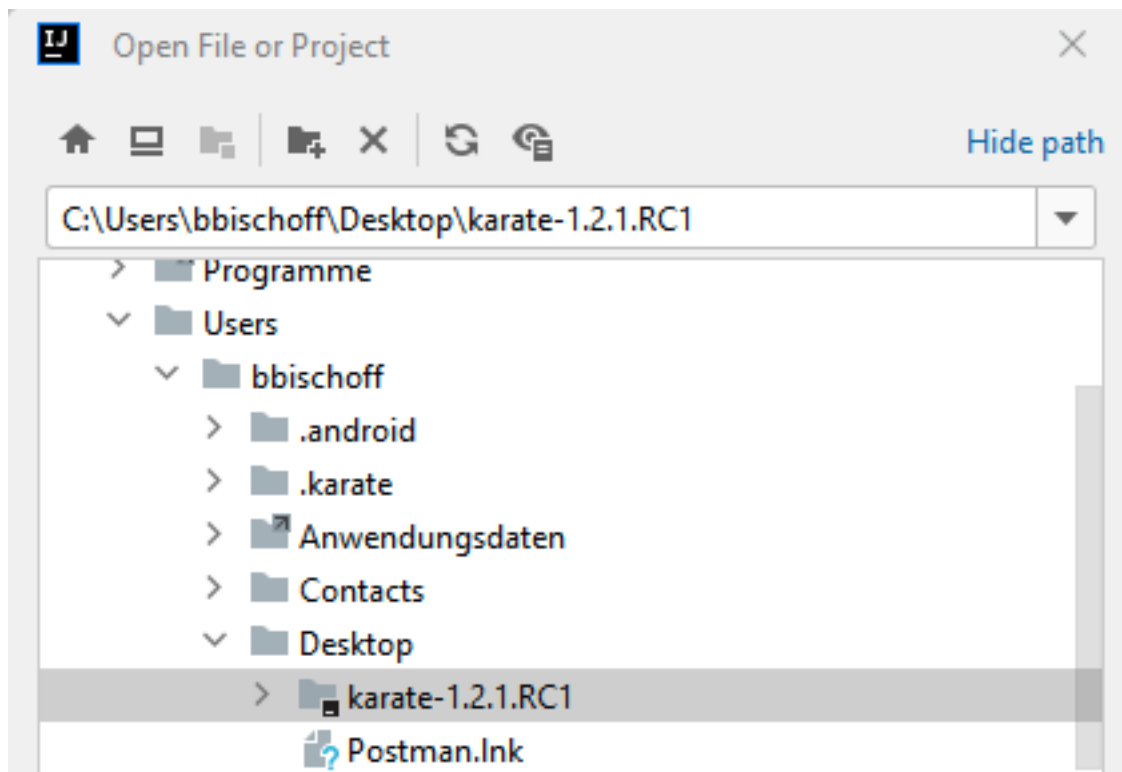 IJ
Open File or Project
Hide path
C:\Users\bbischoff\Desktop\karate-1.2.1.RC1
Programme
Users
bbischoff
.android
.karate
Anwendungsdaten
Contacts
Desktop
karate-1.2.1.RC1
Postman.lnk